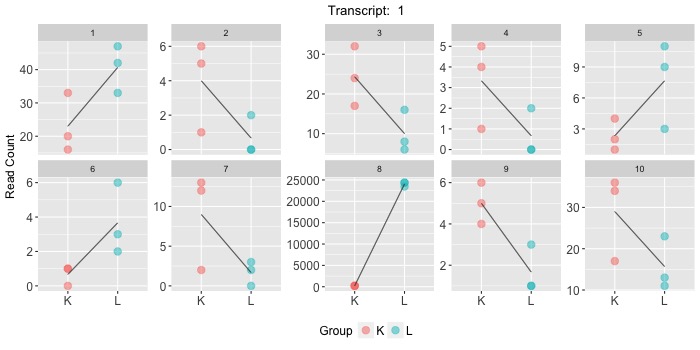 Transcript: 1
1 2 3 4 5
40 6 30 5 9
30 4 20 4 6
20 2 10 3 3
0 2
1
0
Read Count
6 7 8 9 10
6 10 25000 6 30
4 5 20000 4 20
2 0 15000 2 10
0 10000
5000
0
K L K L K L K L K L
Group K L